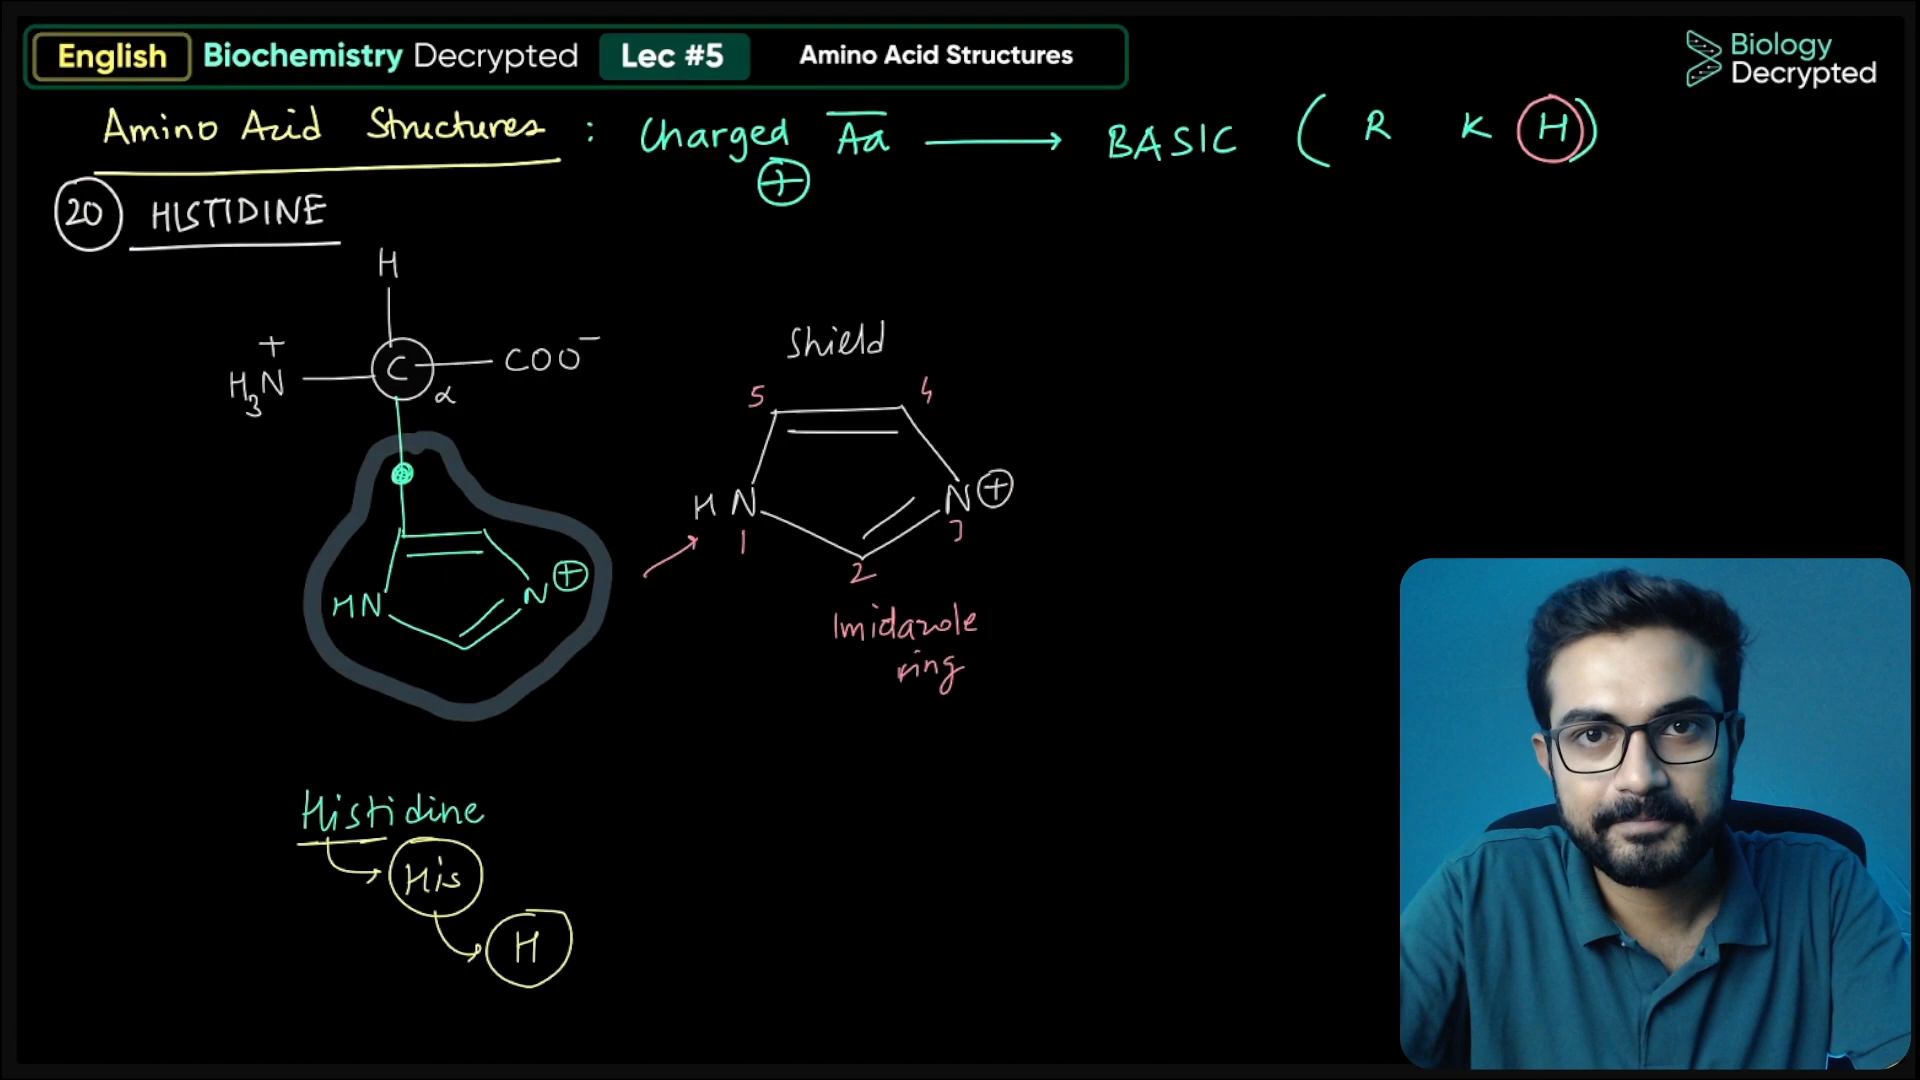 English Biochemistry Decrypted Lec #5 Amino Acid Structures
Biology
Decrypted
Amino Acid Structures : Charged Aa ⟶ BASIC ( R K H )
+
20 HISTIDINE
H
H3N+ — C — COO−
α
HN N +
Shield
5 4
HN N +
1 3
2
Imidazole
ring
Histidine
His
H